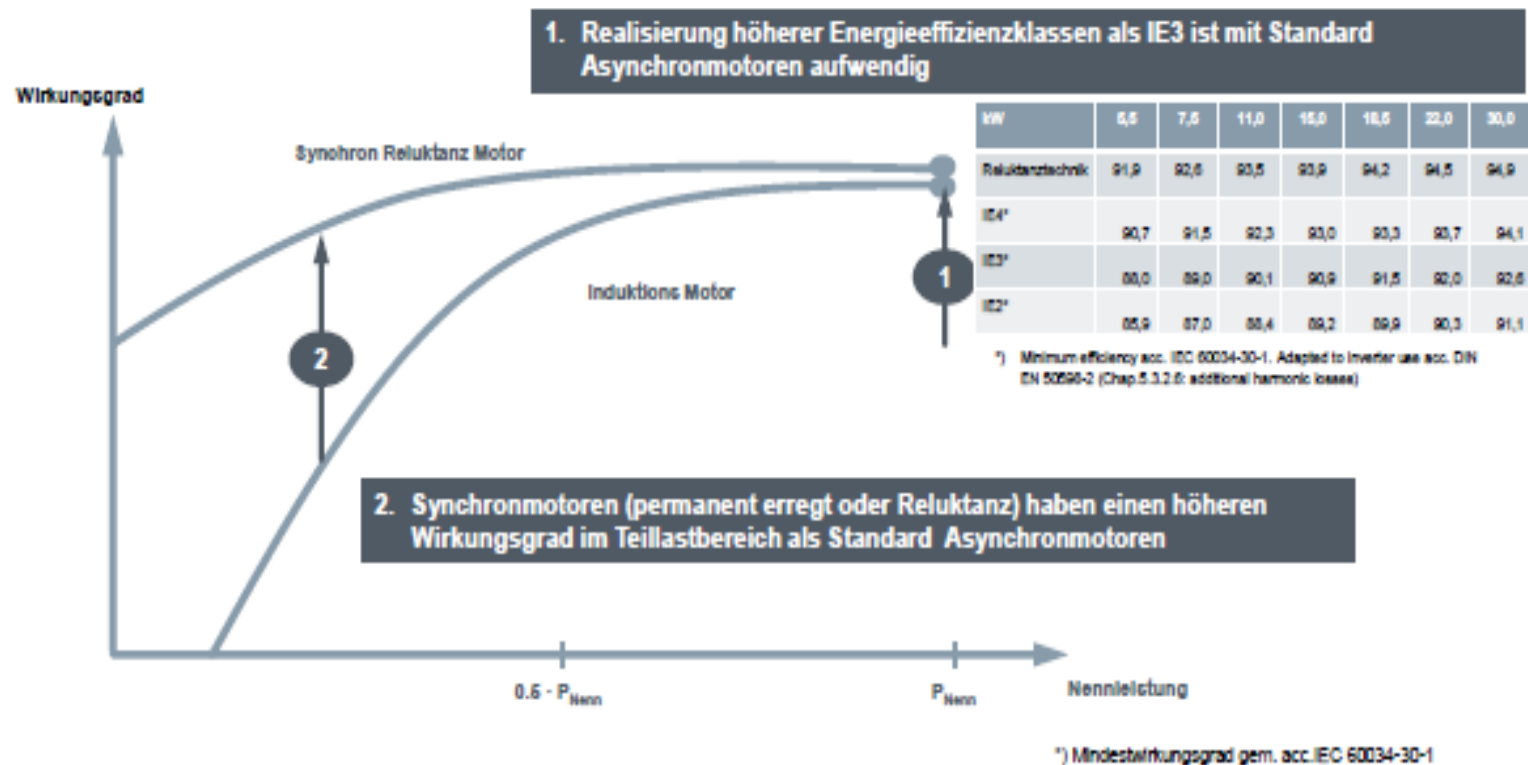 1. Realisierung höherer Energieeffizienzklassen als IE3 ist mit Standard
Asynchronmotoren aufwendig
Wirkungsgrad
Synchron Reluktanz Motor
Induktions Motor
kW 5,5 7,5 11,0 15,0 18,5 22,0 30,0
Reluktanztechnik 91,9 92,6 93,5 93,9 94,2 94,5 94,9
IE4*
90,7 91,5 92,3 93,0 93,3 93,7 94,1
IE3*
88,0 89,0 90,1 90,9 91,5 92,0 92,6
IE2*
85,9 87,0 88,4 89,2 89,9 90,3 91,1
*) Minimum efficiency acc. IEC 60034-30-1. Adapted to inverter use acc. DIN
EN 50598-2 (Chap.5.3.2.6: additional harmonic losses)
1
2
2. Synchronmotoren (permanent erregt oder Reluktanz) haben einen höheren
Wirkungsgrad im Teillastbereich als Standard Asynchronmotoren
0.5 - PNenn
PNenn
Nennleistung
*) Mindestwirkungsgrad gem. acc.IEC 60034-30-1